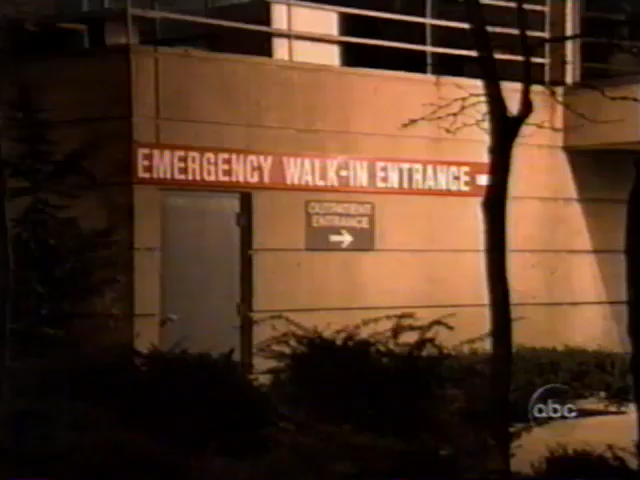 EMERGENCY WALK-IN ENTRANCE
OUTPATIENT
ENTRANCE
abc